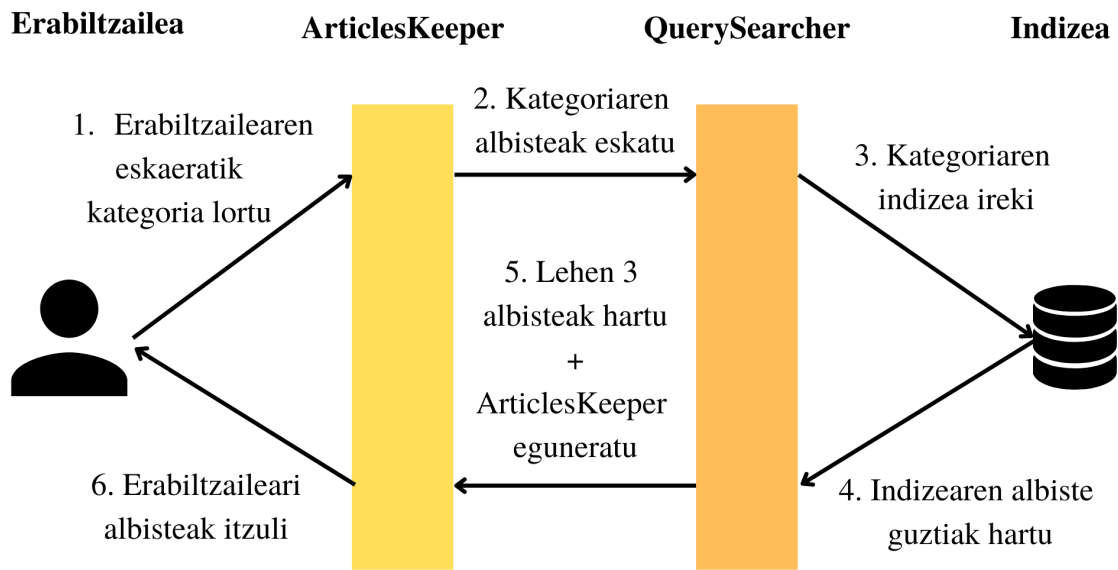 Erabiltzailea
ArticlesKeeper
QuerySearcher
Indizea
1. Erabiltzailearen
eskaeratik
kategoria lortu
2. Kategoriaren
albisteak eskatu
3. Kategoriaren
indizea ireki
5. Lehen 3
albisteak hartu
+
ArticlesKeeper
eguneratu
6. Erabiltzaileari
albisteak itzuli
4. Indizearen albiste
guztiak hartu